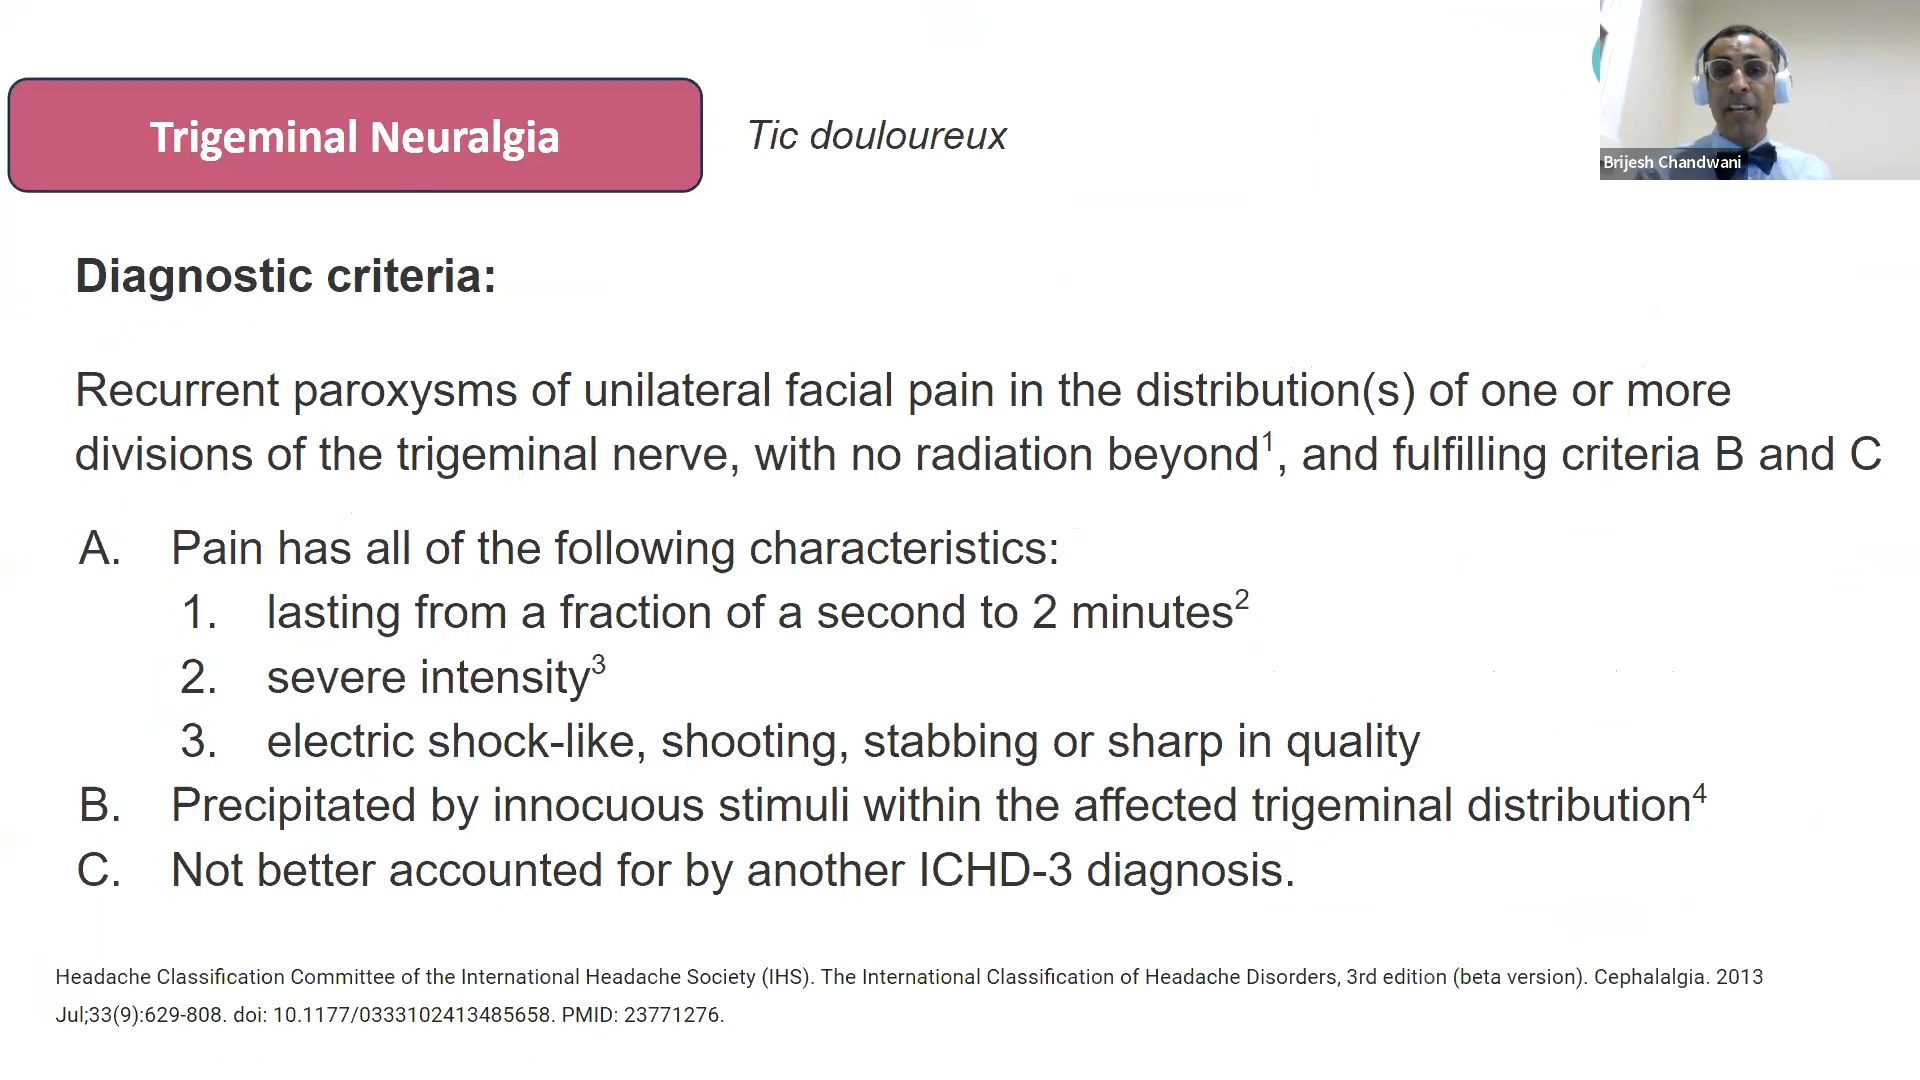 Trigeminal Neuralgia
Tic douloureux
Brijesh Chandwani
Diagnostic criteria:
Recurrent paroxysms of unilateral facial pain in the distribution(s) of one or more
divisions of the trigeminal nerve, with no radiation beyond¹, and fulfilling criteria B and C
A. Pain has all of the following characteristics:
1. lasting from a fraction of a second to 2 minutes²
2. severe intensity³
3. electric shock-like, shooting, stabbing or sharp in quality
B. Precipitated by innocuous stimuli within the affected trigeminal distribution⁴
C. Not better accounted for by another ICHD-3 diagnosis.
Headache Classification Committee of the International Headache Society (IHS). The International Classification of Headache Disorders, 3rd edition (beta version). Cephalalgia. 2013
Jul;33(9):629-808. doi: 10.1177/0333102413485658. PMID: 23771276.